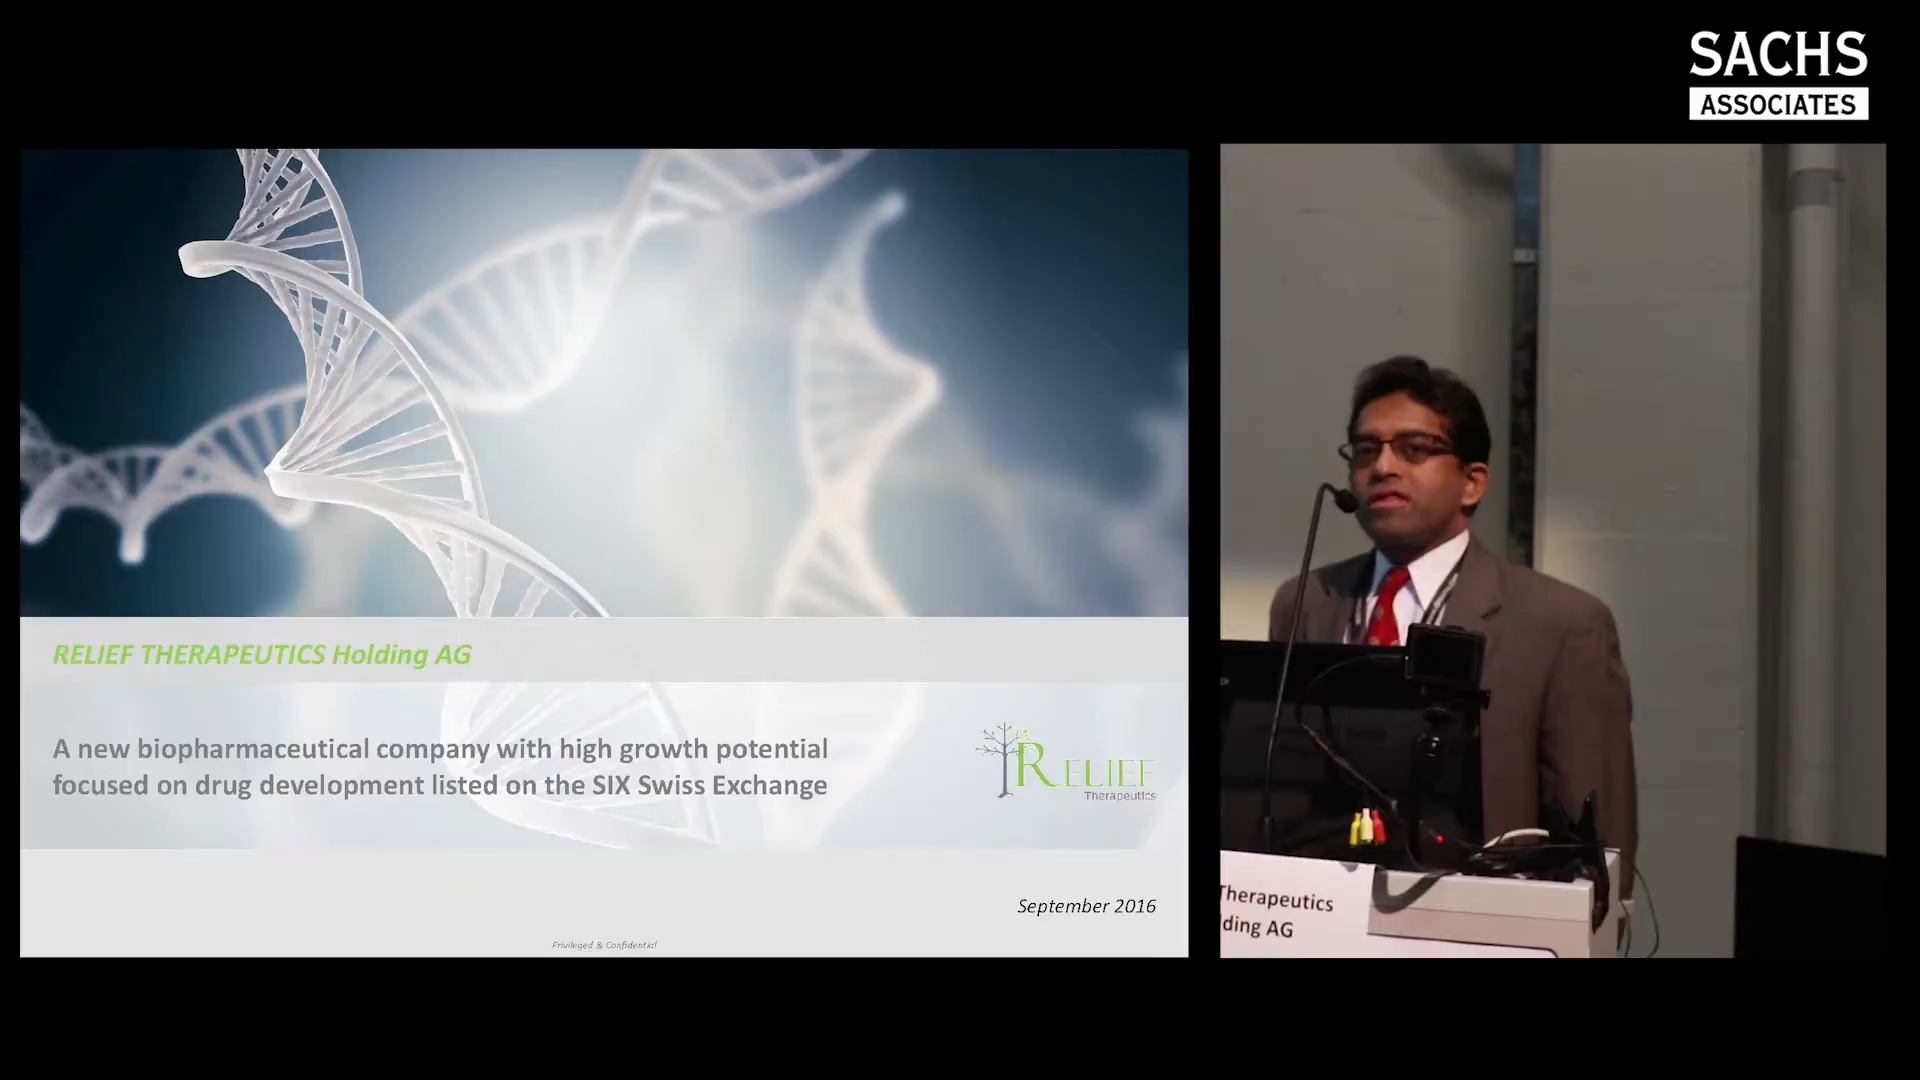 SACHS
ASSOCIATES
RELIEF THERAPEUTICS Holding AG
A new biopharmaceutical company with high growth potential
focused on drug development listed on the SIX Swiss Exchange
RELIEF
Therapeutics
September 2016
Privileged & Confidential
Therapeutics
ding AG